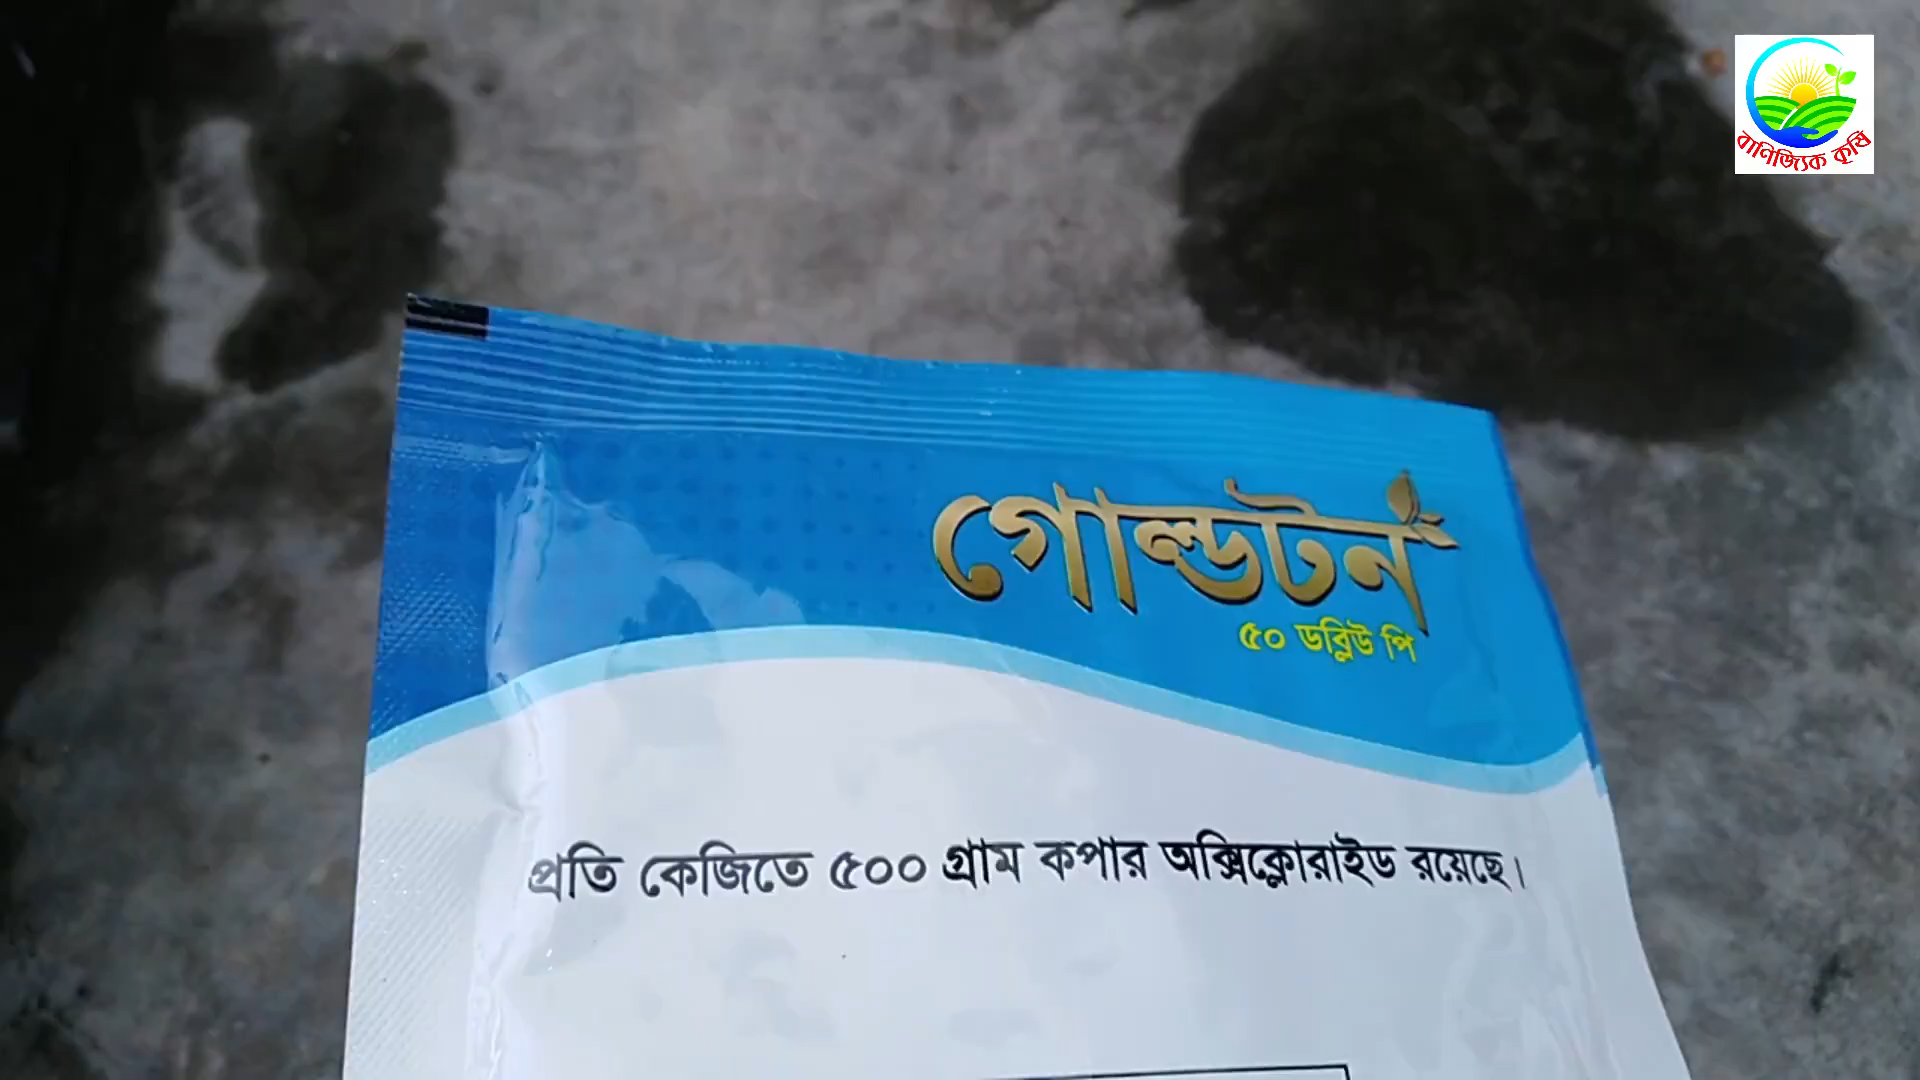 বাণিজ্যিক কৃষি
গোল্ডটন
৫০ ডব্লিউ পি
প্রতি কেজিতে ৫০০ গ্রাম কপার অক্সিক্লোরাইড রয়েছে।